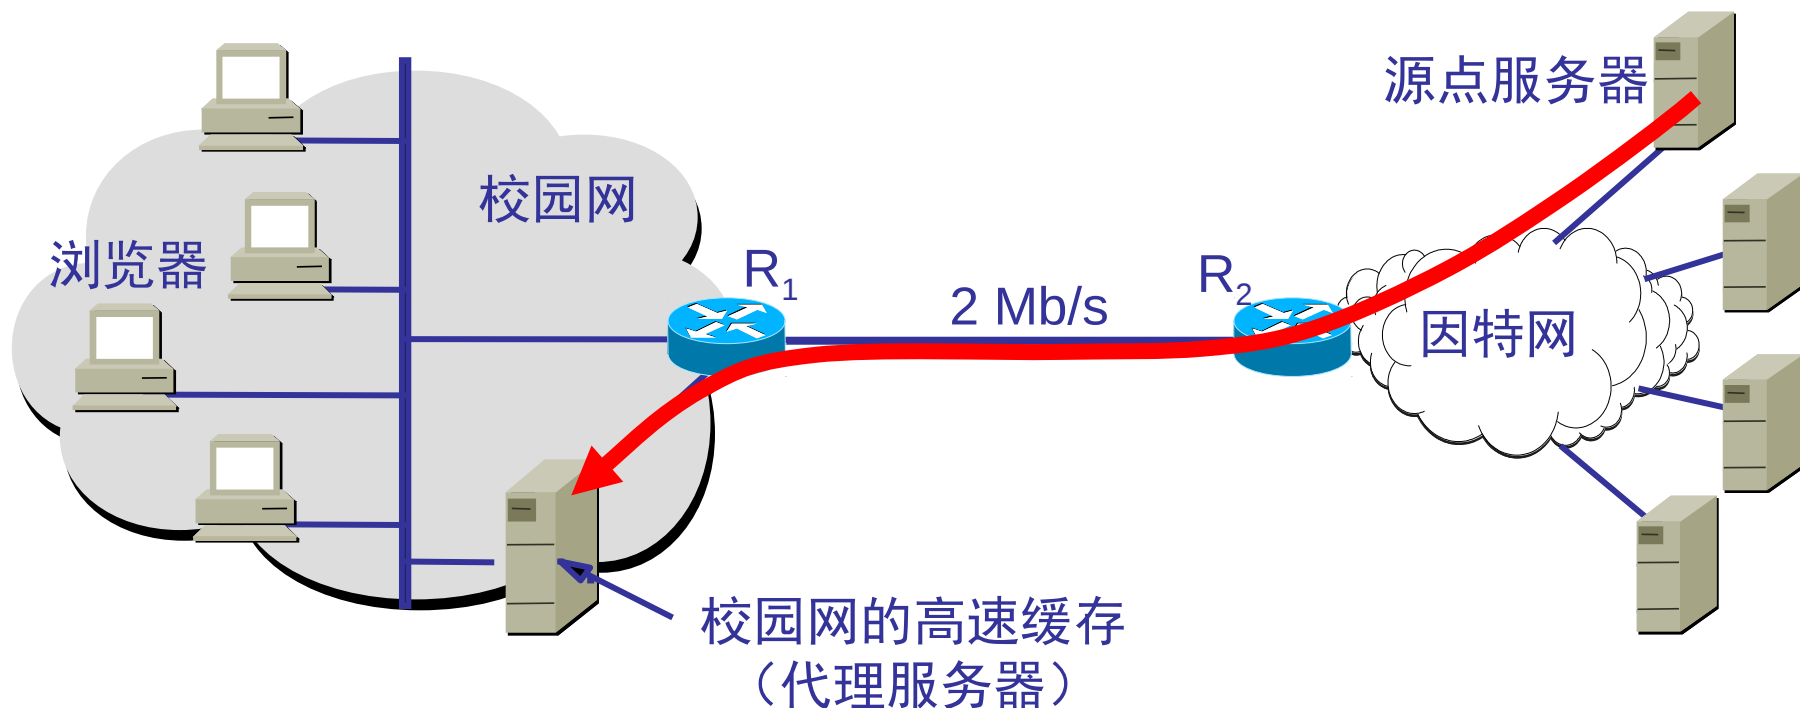 源点服务器
校园网
浏览器
R1
2 Mb/s
R2
因特网
校园网的高速缓存
（代理服务器）